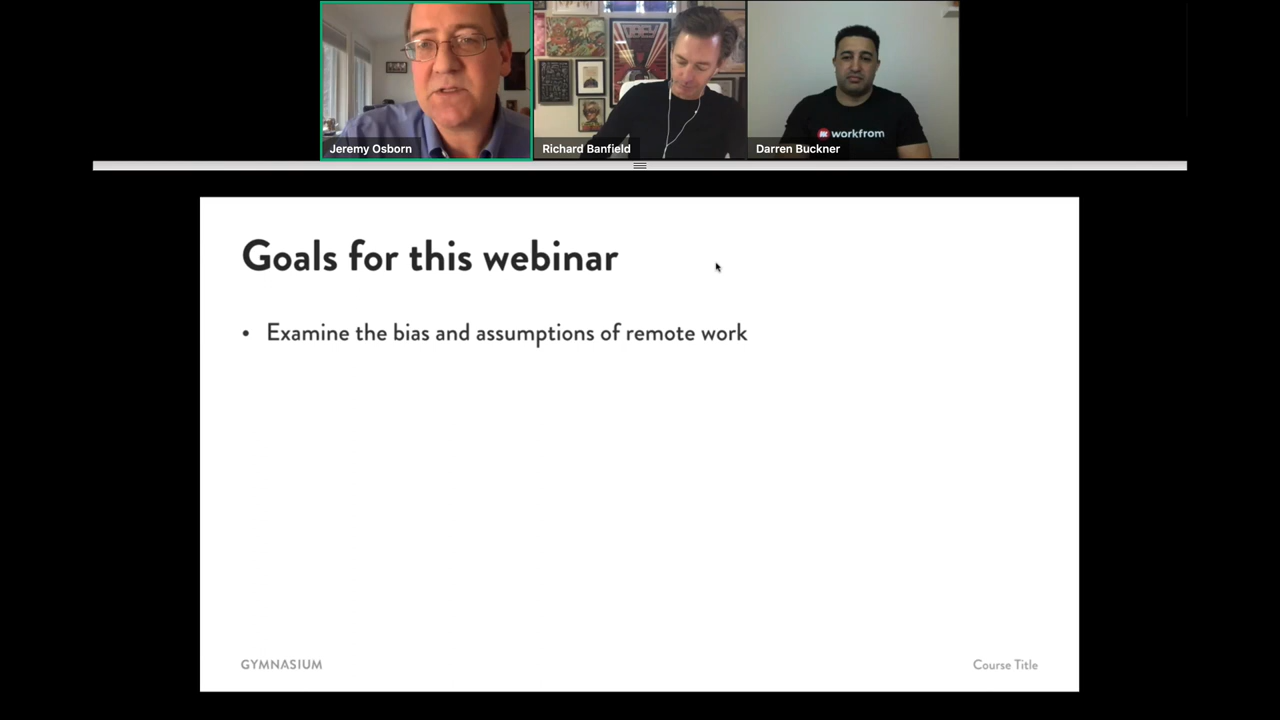 Jeremy Osborn
Richard Banfield
Darren Buckner
workfrom
OBEY
Goals for this webinar
• Examine the bias and assumptions of remote work
GYMNASIUM
Course Title